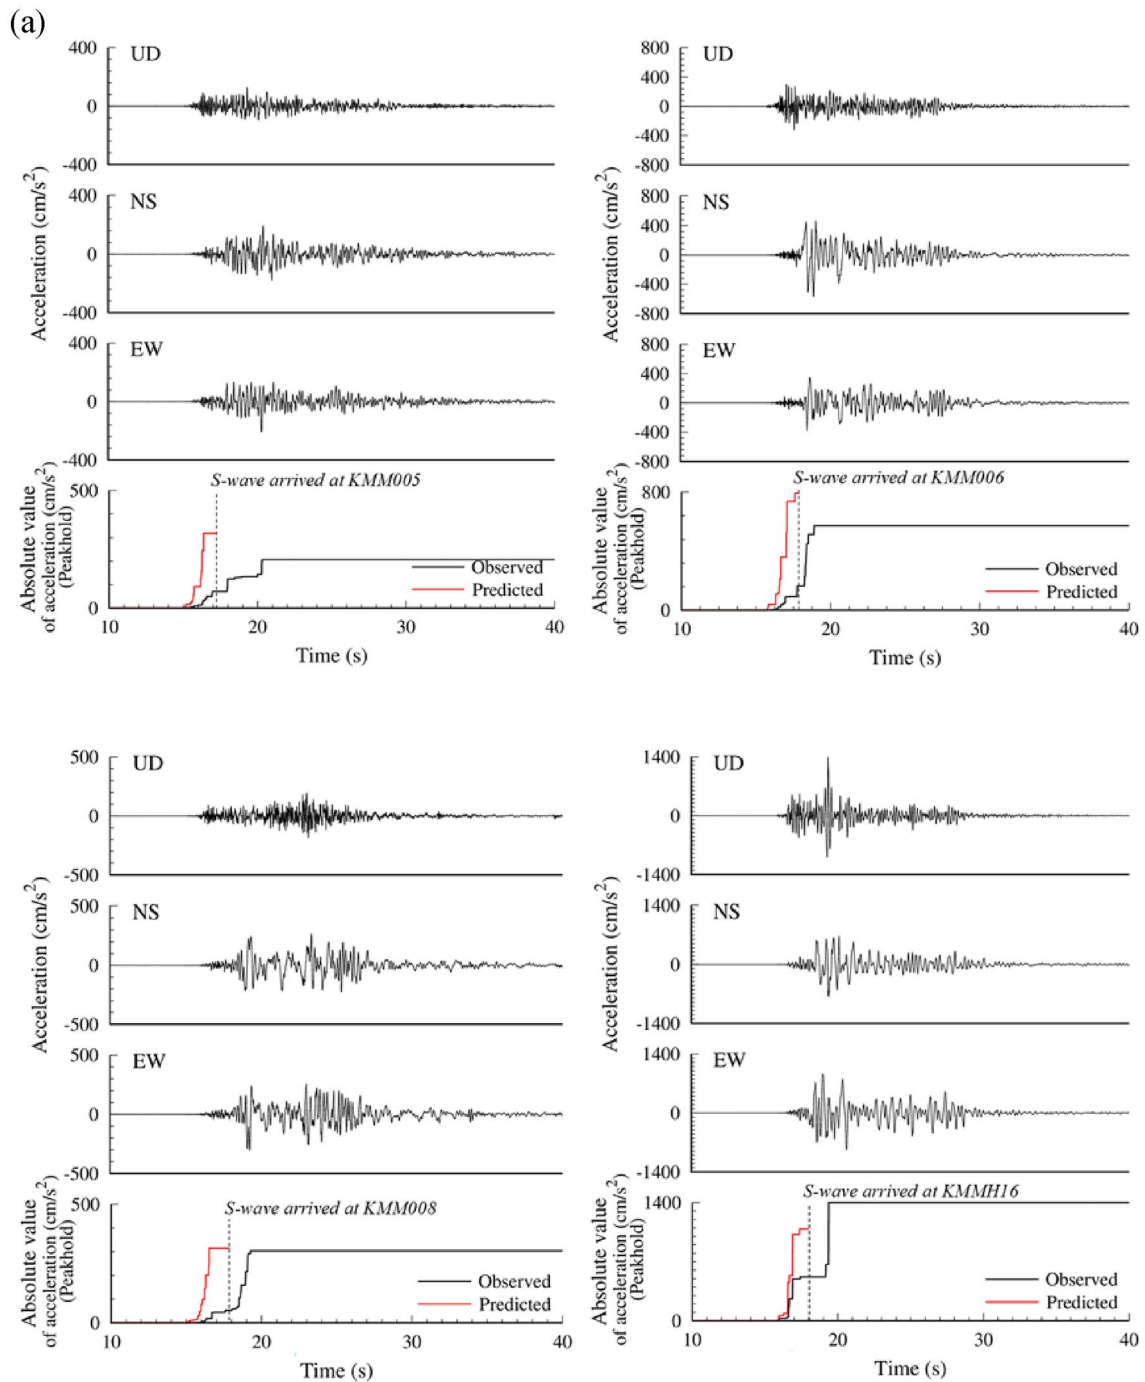 (a)
400
UD
0
-400
400
NS
0
-400
400
EW
0
-400
Acceleration (cm/s2)
S-wave arrived at KMM005
500
0
Absolute value
of acceleration (cm/s2)
(Peakhold)
Observed
Predicted
10 20 30 40
Time (s)
800
UD
400
0
-400
-800
800
NS
400
0
-400
-800
800
EW
400
0
-400
-800
Acceleration (cm/s2)
S-wave arrived at KMM006
800
0
Absolute value
of acceleration (cm/s2)
(Peakhold)
Observed
Predicted
10 20 30 40
Time (s)
500
UD
0
-500
500
NS
0
-500
500
EW
0
-500
Acceleration (cm/s2)
S-wave arrived at KMM008
500
0
Absolute value
of acceleration (cm/s2)
(Peakhold)
Observed
Predicted
10 20 30 40
Time (s)
1400
UD
0
-1400
1400
NS
0
-1400
1400
EW
0
-1400
Acceleration (cm/s2)
S-wave arrived at KMMH16
1400
0
Absolute value
of acceleration (cm/s2)
(Peakhold)
Observed
Predicted
10 20 30 40
Time (s)